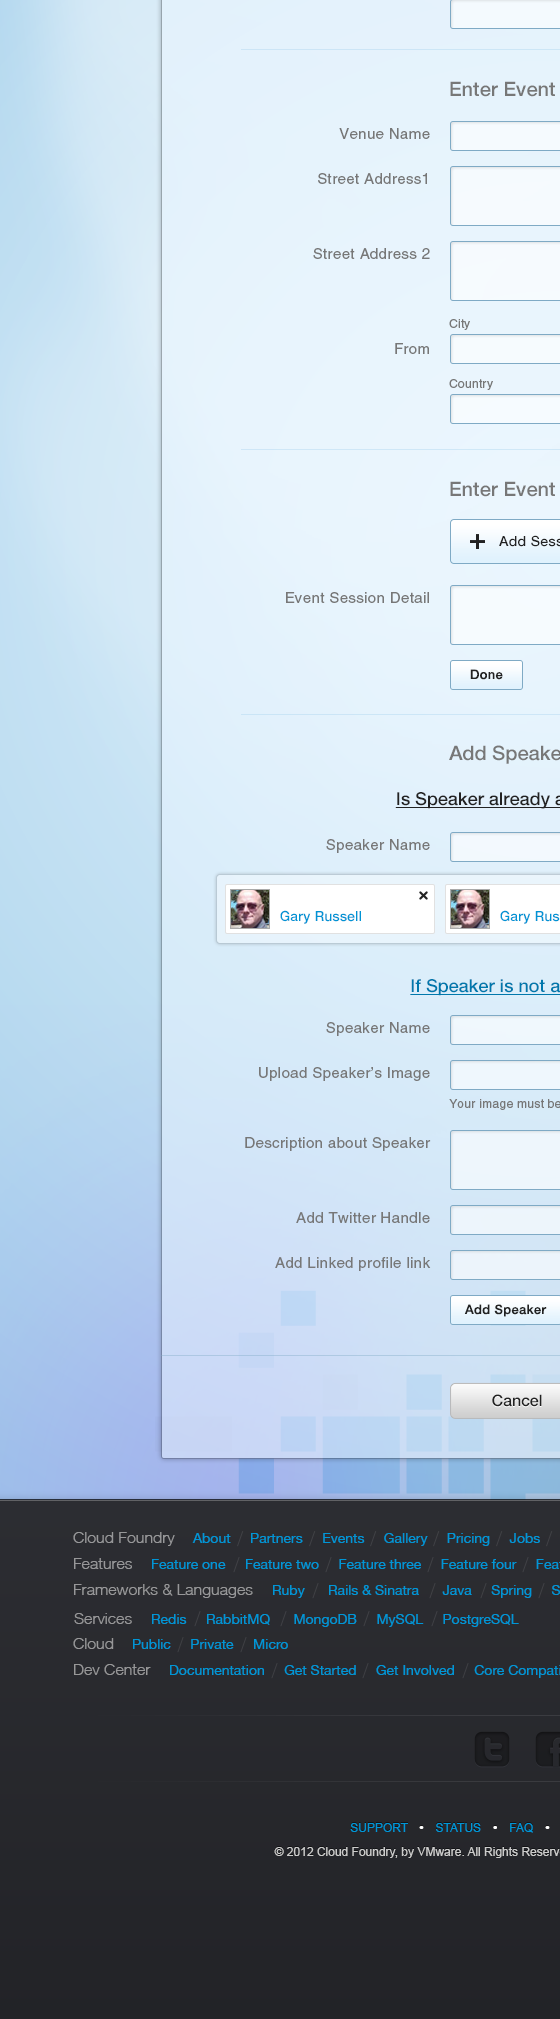 Enter Event
Venue Name
Street Address1
Street Address 2
City
From
Country
Enter Event
Add Sess
Event Session Detail
Done
Add Speake
Is Speaker already a
Speaker Name
Gary Russell Gary Rus
If Speaker is not a
Speaker Name
Upload Speaker's Image
Your image must be
Description about Speaker
Add Twitter Handle
Add Linked profile link
Add Speaker
Cancel
Cloud Foundry About / Partners / Events / Gallery / Pricing / Jobs /
Features Feature one / Feature two / Feature three / Feature four / Fea
Frameworks & Languages Ruby / Rails & Sinatra / Java / Spring / S
Services Redis / RabbitMQ / MongoDB / MySQL / PostgreSQL
Cloud Public / Private / Micro
Dev Center Documentation / Get Started / Get Involved / Core Compati
SUPPORT • STATUS • FAQ •
© 2012 Cloud Foundry, by VMware. All Rights Reserv